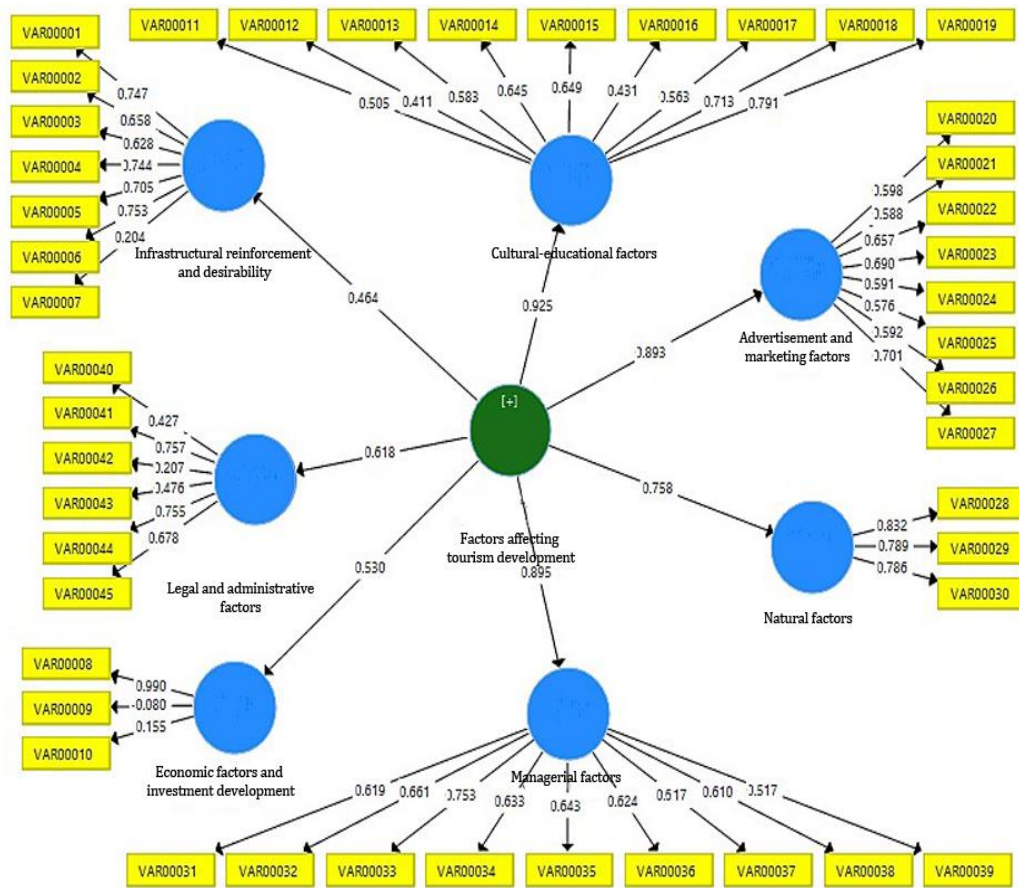 VAR00001
VAR00002
VAR00003
VAR00004
VAR00005
VAR00006
VAR00007
0.747
0.658
0.628
0.744
0.705
0.753
0.204
Infrastructural reinforcement
and desirability
VAR00011
VAR00012
VAR00013
VAR00014
VAR00015
VAR00016
VAR00017
VAR00018
VAR00019
0.505
0.411
0.583
0.645
0.649
0.431
0.563
0.713
0.791
Cultural-educational factors
VAR00020
VAR00021
VAR00022
VAR00023
VAR00024
VAR00025
VAR00026
VAR00027
0.598
0.588
0.657
0.690
0.591
0.576
0.592
0.701
Advertisement and
marketing factors
0.464
0.925
0.893
[+]
Factors affecting
tourism development
0.618
0.758
0.530
0.895
VAR00040
VAR00041
VAR00042
VAR00043
VAR00044
VAR00045
0.427
0.757
0.207
0.476
0.755
0.678
Legal and administrative
factors
VAR00028
VAR00029
VAR00030
0.832
0.789
0.786
Natural factors
VAR00008
VAR00009
VAR00010
0.990
-0.080
0.155
Economic factors and
investment development
Managerial factors
0.619
0.661
0.753
0.633
0.643
0.624
0.517
0.610
0.517
VAR00031
VAR00032
VAR00033
VAR00034
VAR00035
VAR00036
VAR00037
VAR00038
VAR00039